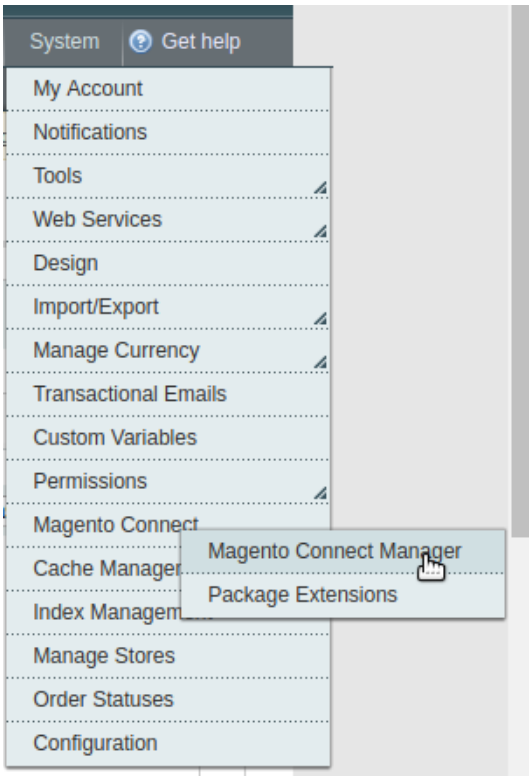 System
Get help
My Account
Notifications
Tools
Web Services
Design
Import/Export
Manage Currency
Transactional Emails
Custom Variables
Permissions
Magento Connect
Magento Connect Manager
Cache Manager
Package Extensions
Index Managem
Manage Stores
Order Statuses
Configuration